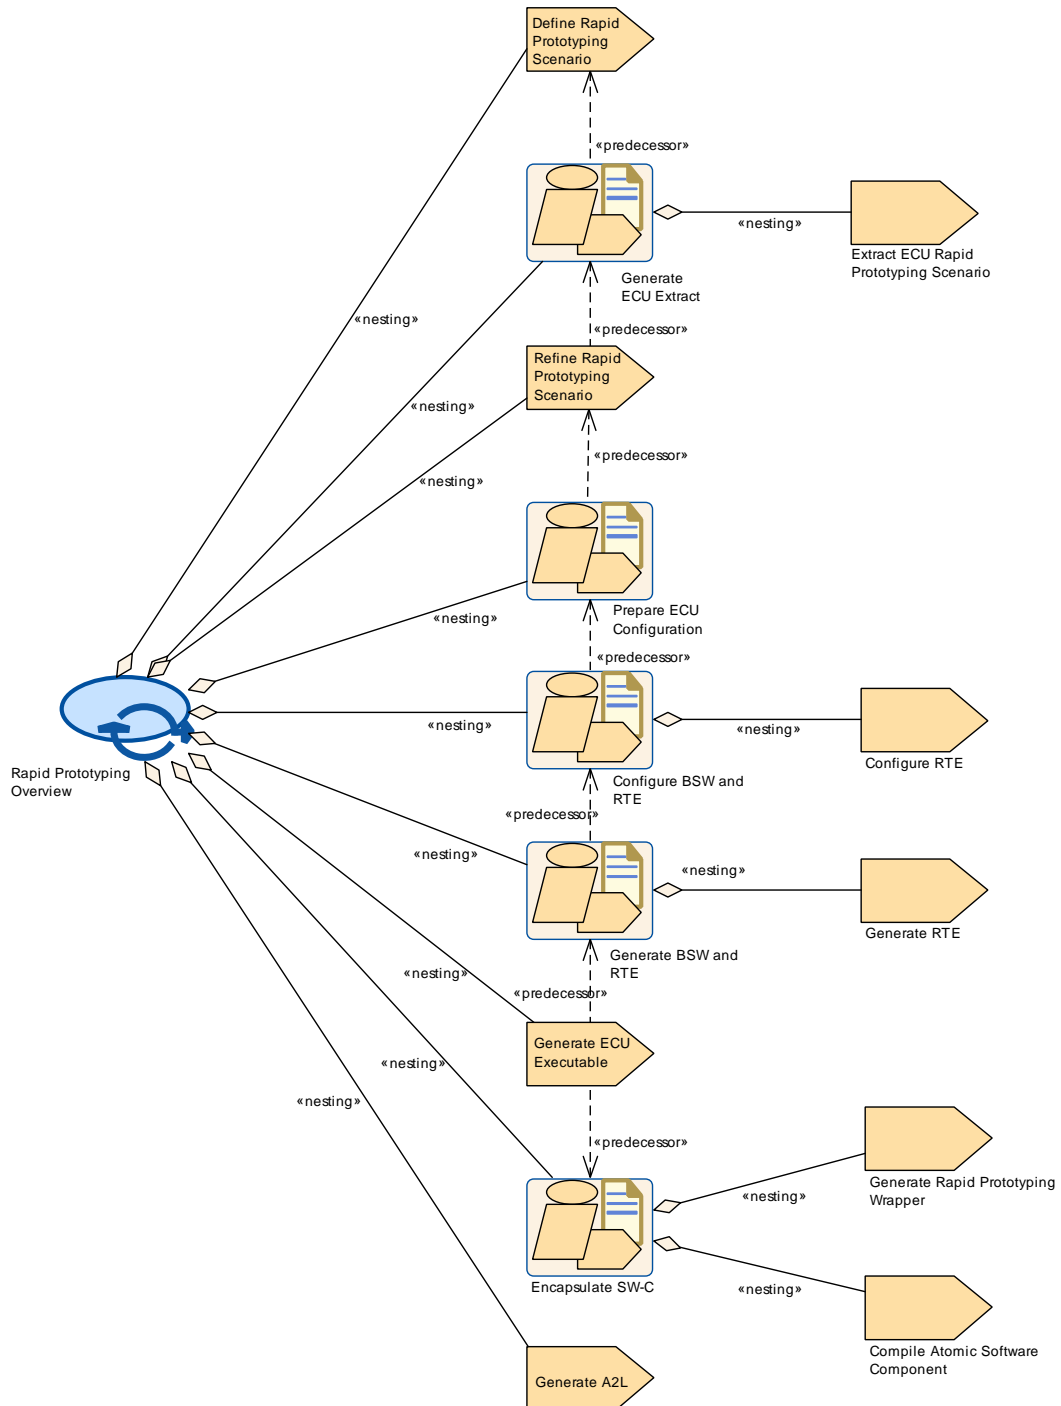 Define Rapid
Prototyping
Scenario
«predecessor»
«nesting»
Extract ECU Rapid
Prototyping Scenario
Generate
ECU Extract
«nesting»
«predecessor»
Refine Rapid
Prototyping
Scenario
«nesting»
«predecessor»
«nesting»
Prepare ECU
Configuration
«nesting»
«predecessor»
«nesting»
«nesting»
Configure RTE
Rapid Prototyping
Overview
Configure BSW and
RTE
«predecessor»
«nesting»
«nesting»
Generate RTE
Generate BSW and
RTE
«nesting»
«predecessor»
Generate ECU
Executable
«nesting»
«nesting»
«predecessor»
Generate Rapid Prototyping
Wrapper
«nesting»
Encapsulate SW-C
«nesting»
Compile Atomic Software
Component
Generate A2L